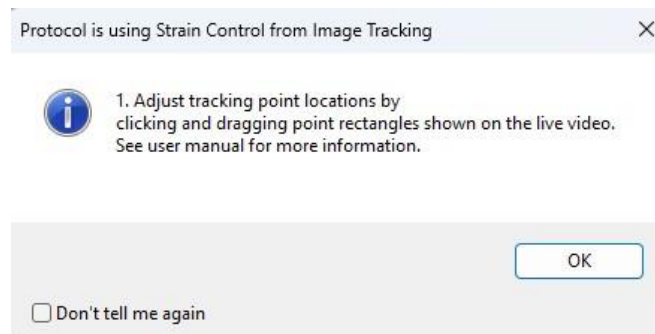 Protocol is using Strain Control from Image Tracking
1. Adjust tracking point locations by
clicking and dragging point rectangles shown on the live video.
See user manual for more information.
OK
Don't tell me again